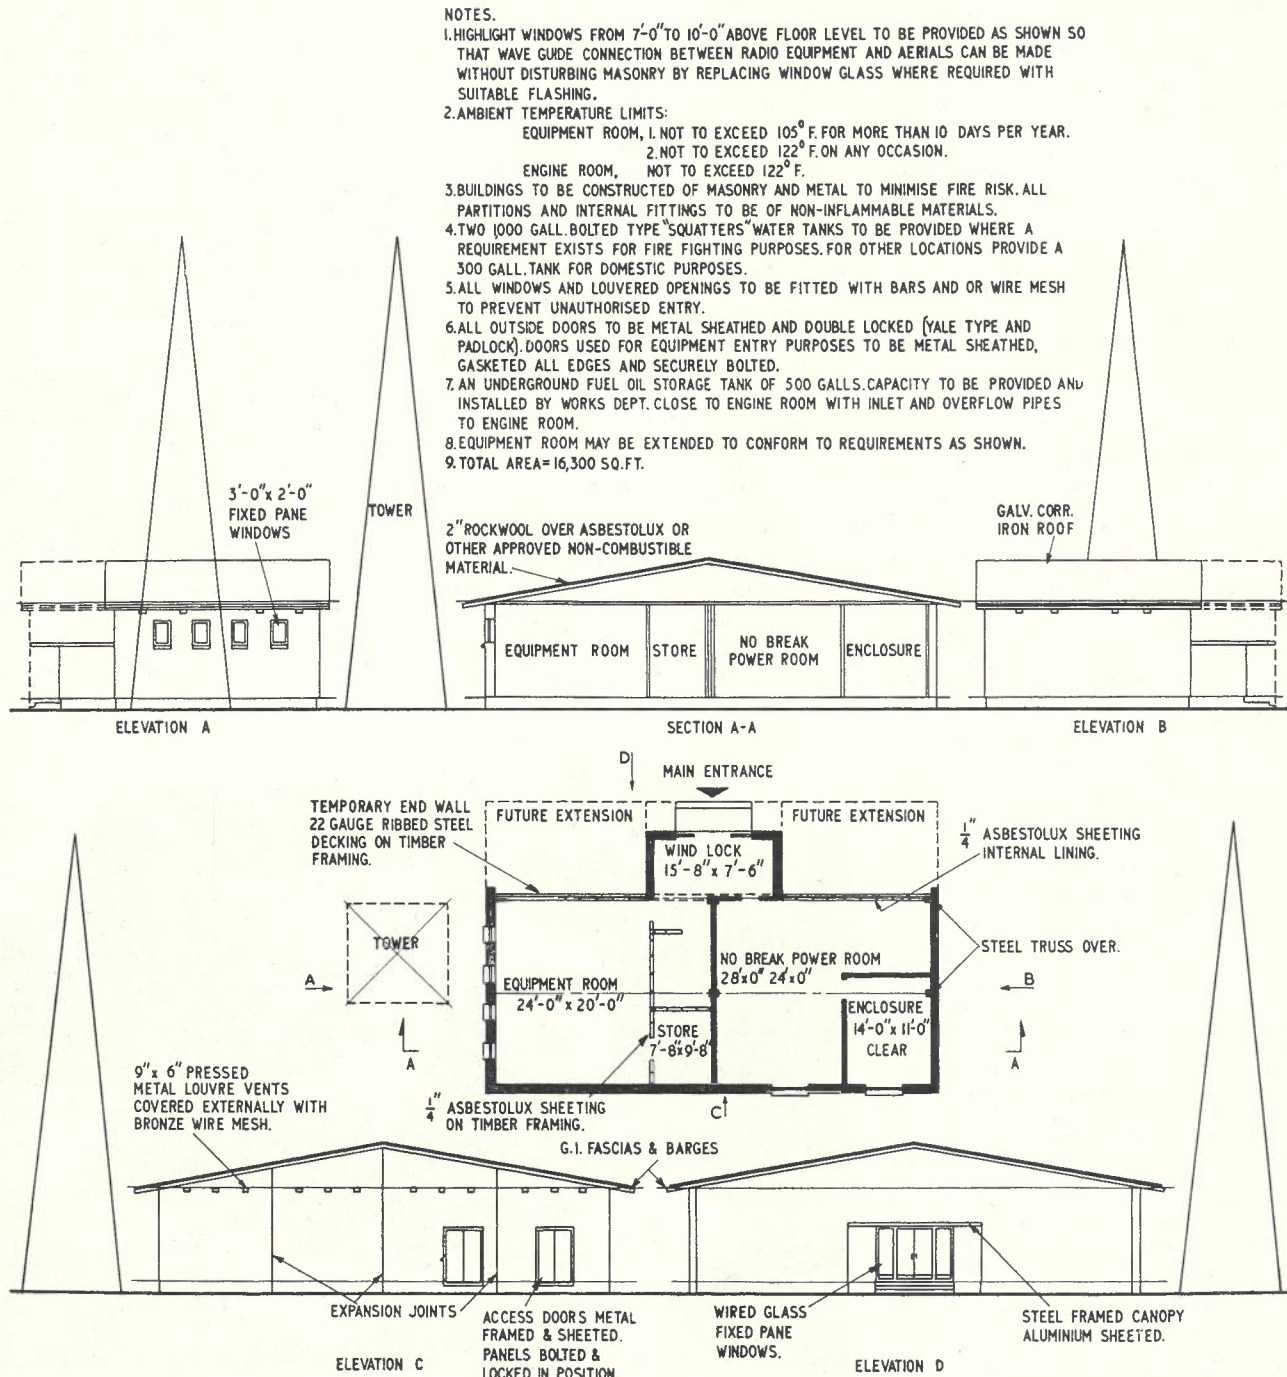 NOTES.
1.HIGHLIGHT WINDOWS FROM 7'-0"TO 10'-0"ABOVE FLOOR LEVEL TO BE PROVIDED AS SHOWN SO
THAT WAVE GUIDE CONNECTION BETWEEN RADIO EQUIPMENT AND AERIALS CAN BE MADE
WITHOUT DISTURBING MASONRY BY REPLACING WINDOW GLASS WHERE REQUIRED WITH
SUITABLE FLASHING.
2.AMBIENT TEMPERATURE LIMITS:
EQUIPMENT ROOM, 1. NOT TO EXCEED 105° F. FOR MORE THAN 10 DAYS PER YEAR.
2.NOT TO EXCEED 122° F. ON ANY OCCASION.
ENGINE ROOM, NOT TO EXCEED 122° F.
3.BUILDINGS TO BE CONSTRUCTED OF MASONRY AND METAL TO MINIMISE FIRE RISK. ALL
PARTITIONS AND INTERNAL FITTINGS TO BE OF NON-INFLAMMABLE MATERIALS.
4.TWO 1000 GALL. BOLTED TYPE "SQUATTERS" WATER TANKS TO BE PROVIDED WHERE A
REQUIREMENT EXISTS FOR FIRE FIGHTING PURPOSES. FOR OTHER LOCATIONS PROVIDE A
300 GALL. TANK FOR DOMESTIC PURPOSES.
5.ALL WINDOWS AND LOUVERED OPENINGS TO BE FITTED WITH BARS AND OR WIRE MESH
TO PREVENT UNAUTHORISED ENTRY.
6.ALL OUTSIDE DOORS TO BE METAL SHEATHED AND DOUBLE LOCKED (YALE TYPE AND
PADLOCK). DOORS USED FOR EQUIPMENT ENTRY PURPOSES TO BE METAL SHEATHED,
GASKETED ALL EDGES AND SECURELY BOLTED.
7. AN UNDERGROUND FUEL OIL STORAGE TANK OF 500 GALLS. CAPACITY TO BE PROVIDED AND
INSTALLED BY WORKS DEPT. CLOSE TO ENGINE ROOM WITH INLET AND OVERFLOW PIPES
TO ENGINE ROOM.
8.EQUIPMENT ROOM MAY BE EXTENDED TO CONFORM TO REQUIREMENTS AS SHOWN.
9.TOTAL AREA=16,300 SQ.FT.
3'-0" x 2'-0"
FIXED PANE
WINDOWS
TOWER
2" ROCKWOOL OVER ASBESTOLUX OR
OTHER APPROVED NON-COMBUSTIBLE
MATERIAL.
GALV. CORR.
IRON ROOF
EQUIPMENT ROOM
STORE
NO BREAK
POWER ROOM
ENCLOSURE
ELEVATION A
SECTION A-A
ELEVATION B
D
MAIN ENTRANCE
TEMPORARY END WALL
22 GAUGE RIBBED STEEL
DECKING ON TIMBER
FRAMING.
FUTURE EXTENSION
FUTURE EXTENSION
WIND LOCK
15'-8" x 7'-6"
1/4" ASBESTOLUX SHEETING
INTERNAL LINING.
TOWER
STEEL TRUSS OVER.
NO BREAK POWER ROOM
28'x0" 24'x0"
A
EQUIPMENT ROOM
24'-0" x 20'-0"
B
ENCLOSURE
14'-0" x 11'-0"
CLEAR
STORE
7'-8"x9'-8"
A
A
9" x 6" PRESSED
METAL LOUVRE VENTS
COVERED EXTERNALLY WITH
BRONZE WIRE MESH.
1/4" ASBESTOLUX SHEETING
ON TIMBER FRAMING.
C
G.I. FASCIAS & BARGES
EXPANSION JOINTS
ACCESS DOORS METAL
FRAMED & SHEETED.
PANELS BOLTED &
LOCKED IN POSITION.
WIRED GLASS
FIXED PANE
WINDOWS.
STEEL FRAMED CANOPY
ALUMINIUM SHEETED.
ELEVATION C
ELEVATION D